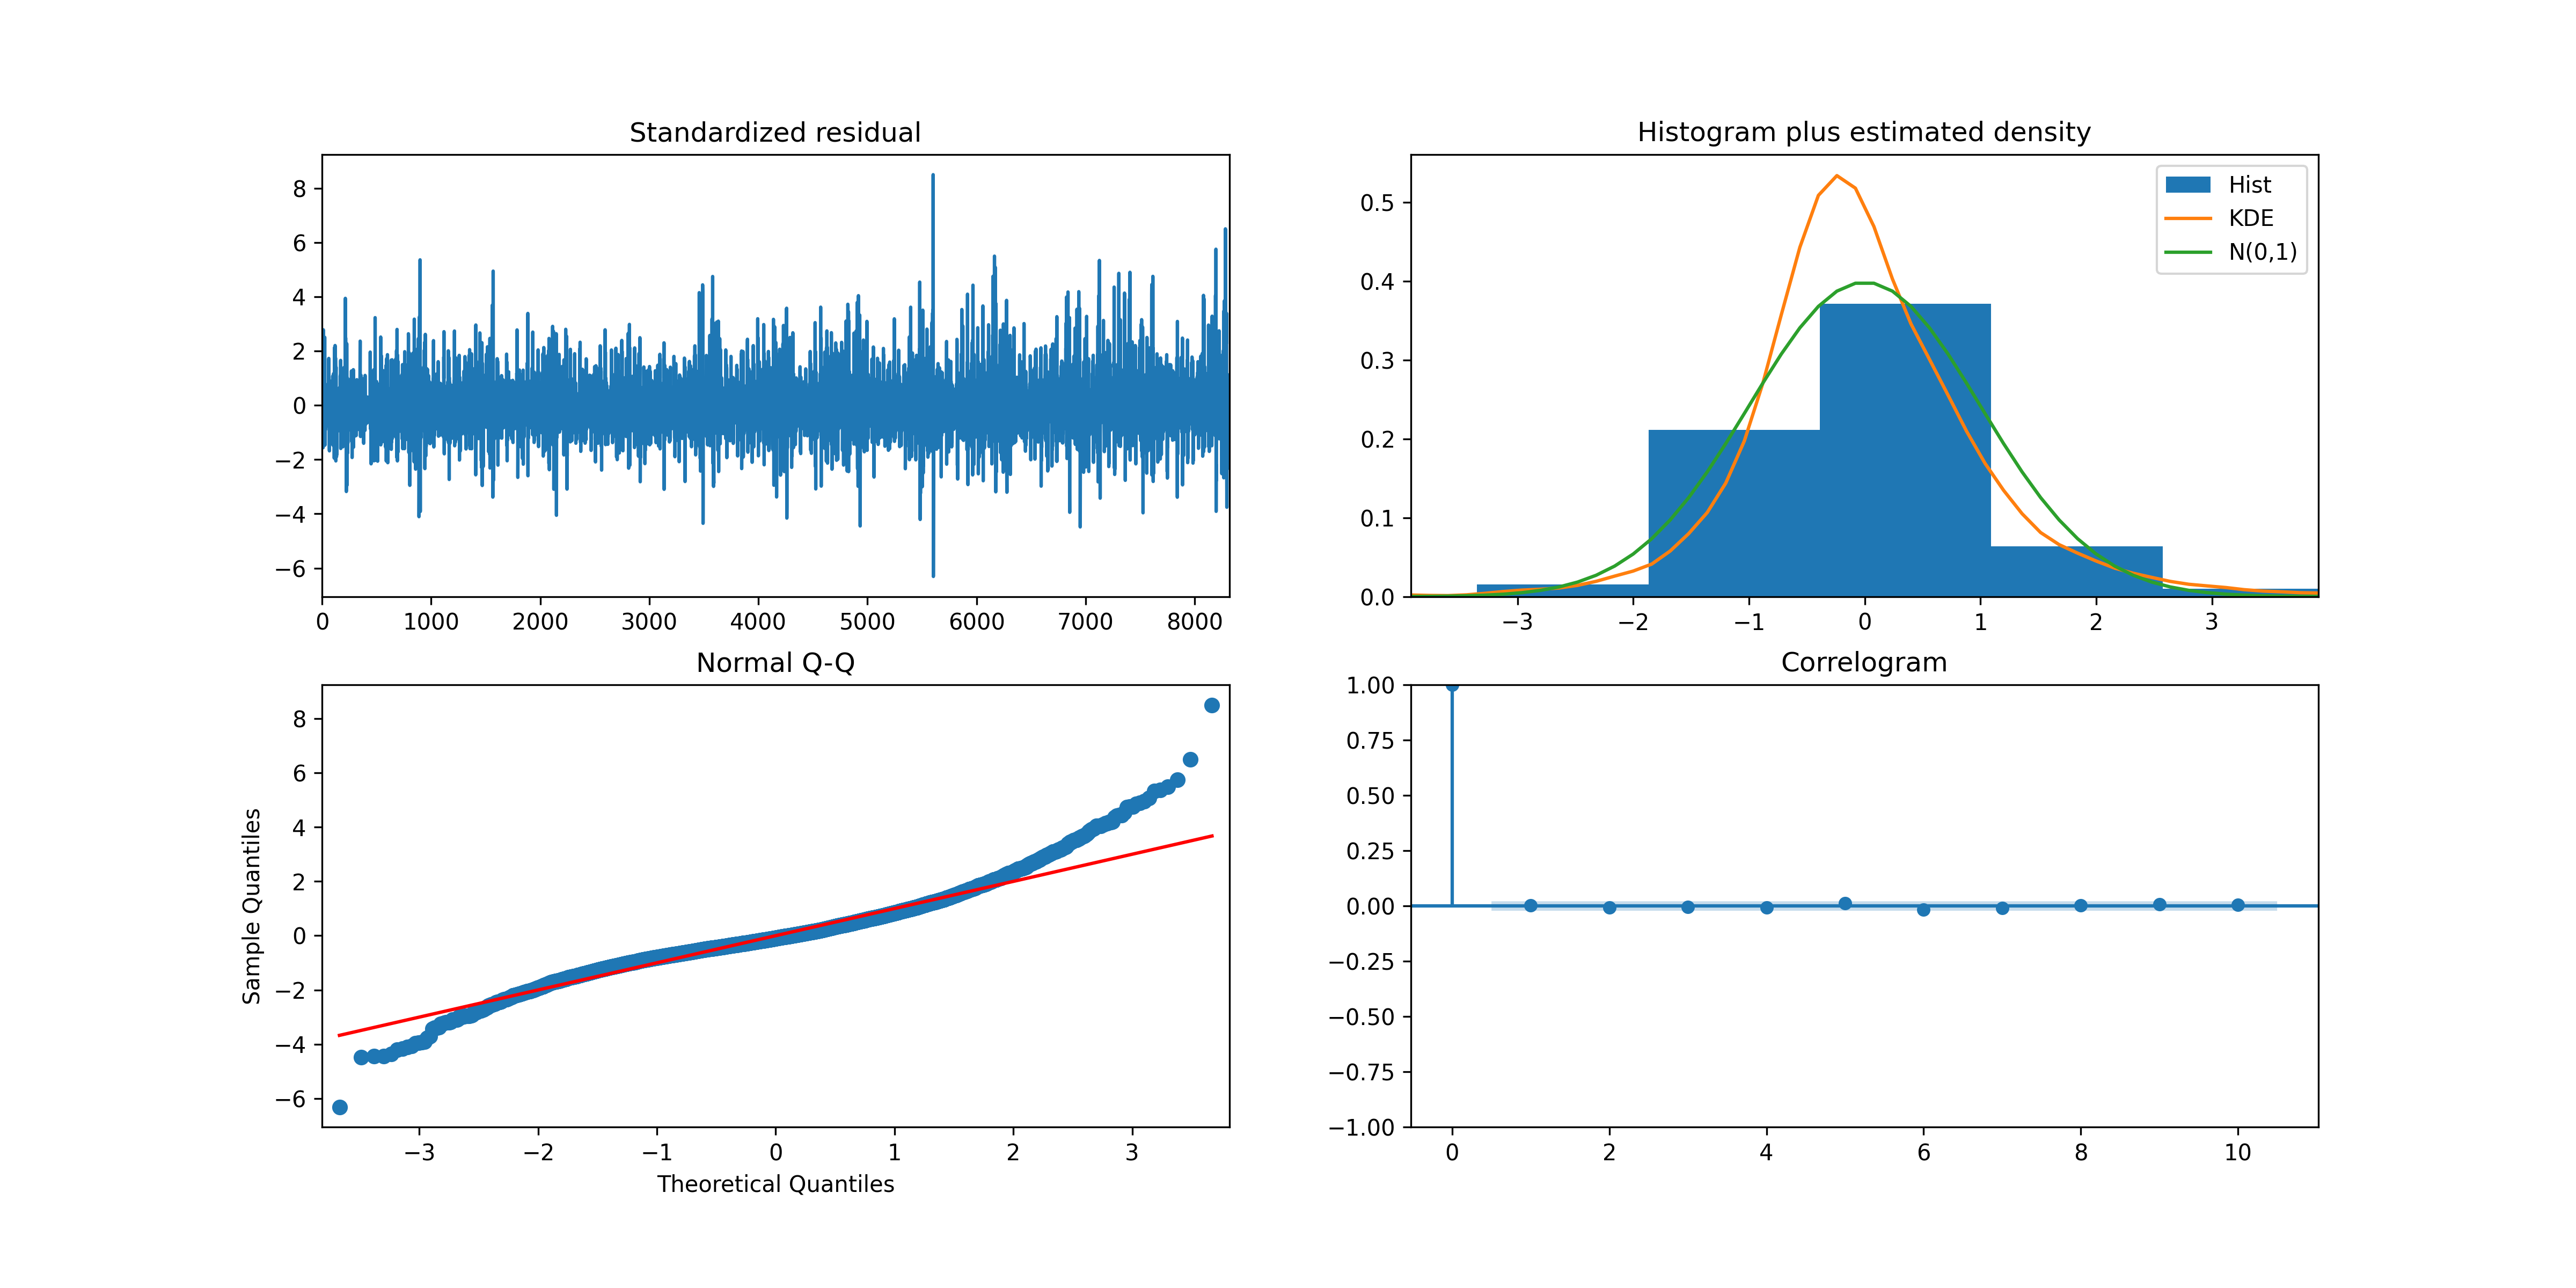 Standardized residual
8
6
4
2
0
−2
−4
−6
0 1000 2000 3000 4000 5000 6000 7000 8000
Histogram plus estimated density
Hist
KDE
N(0,1)
0.5
0.4
0.3
0.2
0.1
0.0
−3 −2 −1 0 1 2 3
Normal Q-Q
Sample Quantiles
8
6
4
2
0
−2
−4
−6
−3 −2 −1 0 1 2 3
Theoretical Quantiles
Correlogram
1.00
0.75
0.50
0.25
0.00
−0.25
−0.50
−0.75
−1.00
0 2 4 6 8 10